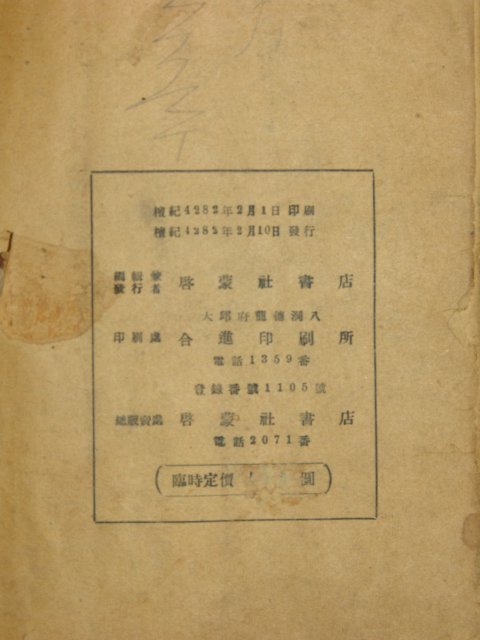 檀紀4282年2月1日 印刷
檀紀4282年2月10日 發行
編輯兼
發行者 啓蒙社書店
大邱府龍德洞八
印刷處 合進印刷所
電話1359番
登錄番號1105號
總販賣處 啓蒙社書店
電話2071番
臨時定價 圓